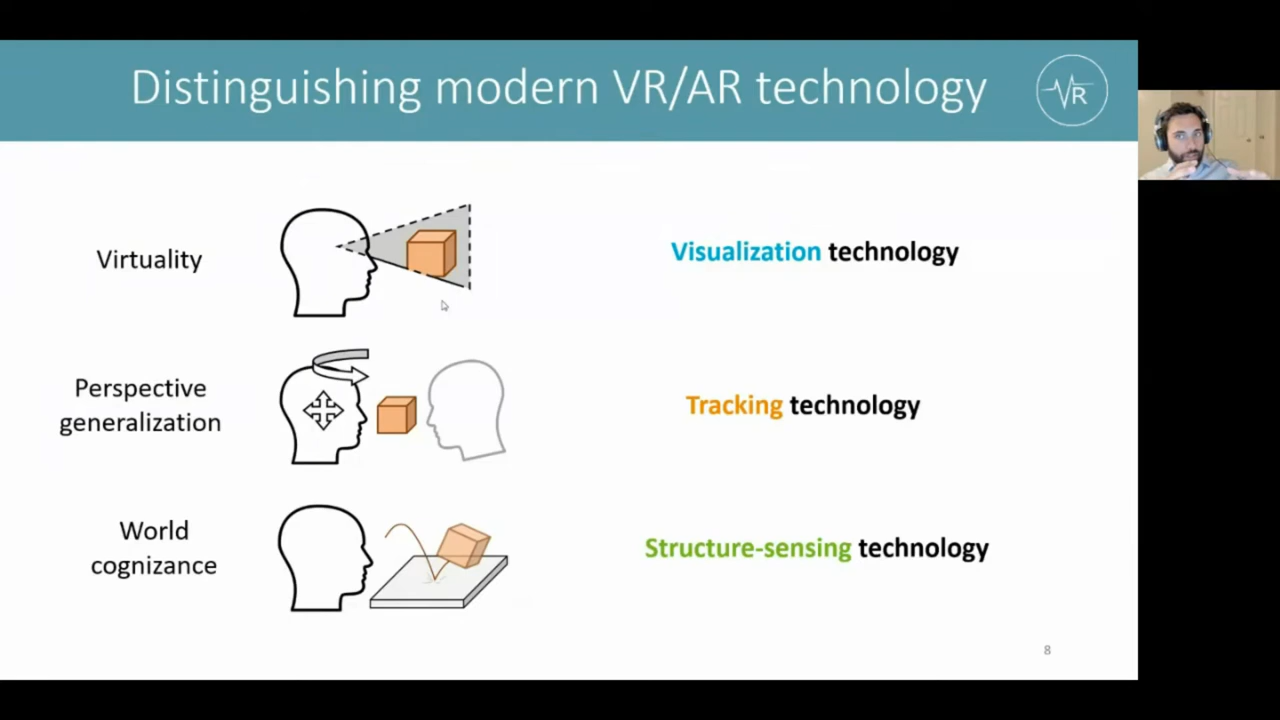 Distinguishing modern VR/AR technology
VR
Virtuality
Visualization technology
Perspective
generalization
Tracking technology
World
cognizance
Structure-sensing technology
8